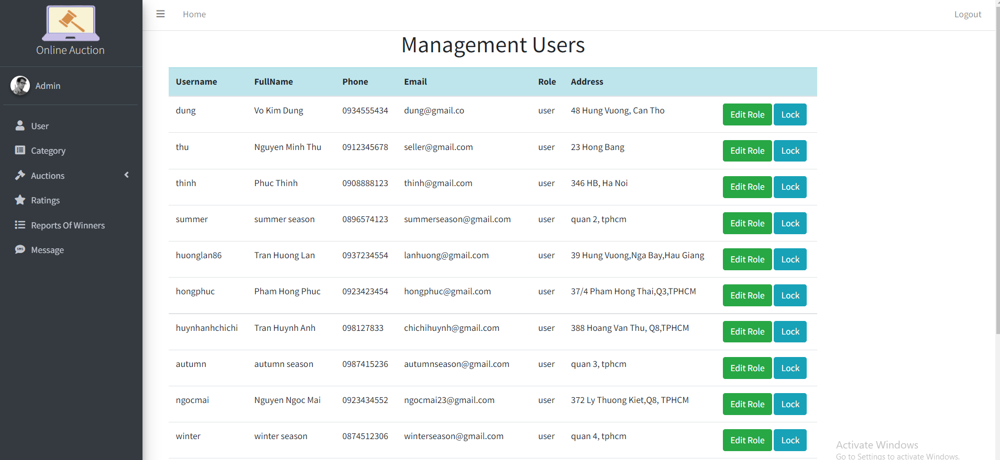 Online Auction
Admin
User
Category
Auctions
Ratings
Reports Of Winners
SMS Message
Home Logout
Management Users
Username FullName Phone Email Role Address
dung Vo Kim Dung 0934555434 dung@gmail.co user 48 Hung Vuong, Can Tho Edit Role Lock
thu Nguyen Minh Thu 0912345678 seller@gmail.com user 23 Hong Bang Edit Role Lock
thinh Phuc Thinh 0908888123 thinh@gmail.com user 346 HB, Ha Noi Edit Role Lock
summer summer season 0896574123 summerseason@gmail.com user quan 2, tphcm Edit Role Lock
huonglan86 Tran Huong Lan 0937234554 lanhuong@gmail.com user 39 Hung Vuong,Nga Bay,Hau Giang Edit Role Lock
hongphuc Pham Hong Phuc 0923423454 hongphuc@gmail.com user 37/4 Pham Hong Thai,Q3,TPHCM Edit Role Lock
huynhanhchichi Tran Huynh Anh 098127833 chichihuynh@gmail.com user 388 Hoang Van Thu, Q8,TPHCM Edit Role Lock
autumn autumn season 0987415236 autumnseason@gmail.com user quan 3, tphcm Edit Role Lock
ngocmai Nguyen Ngoc Mai 0923434552 ngocmai23@gmail.com user 372 Ly Thuong Kiet,Q8, TPHCM Edit Role Lock
winter winter season 0874512306 winterseason@gmail.com user quan 4, tphcm Edit Role Lock
Activate Windows
Go to Settings to activate Windows.